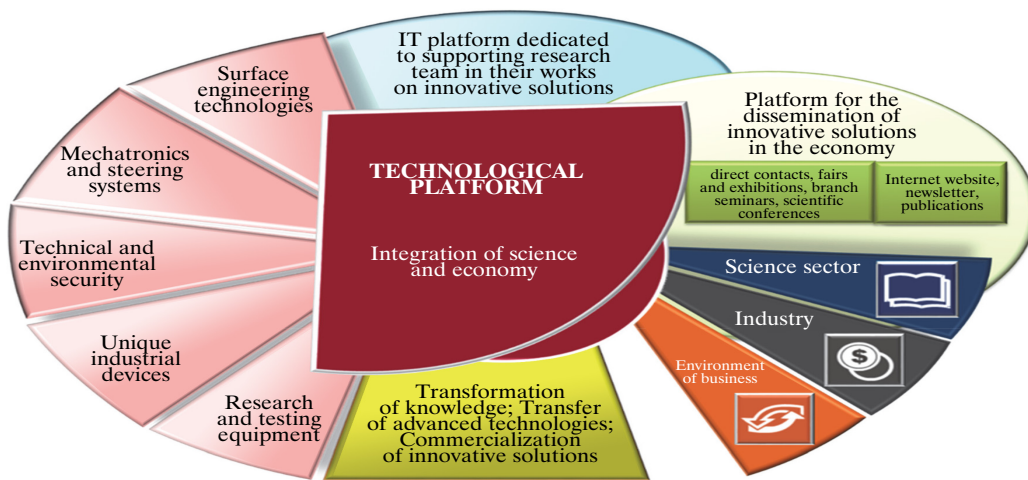 IT platform dedicated
to supporting research
team in their works
on innovative solutions
Surface
engineering
technologies
Mechatronics
and steering
systems
Technical and
environmental
security
Unique
industrial
devices
Research
and testing
equipment
TECHNOLOGICAL
PLATFORM
Integration of science
and economy
Platform for the
dissemination of
innovative solutions
in the economy
direct contacts, fairs
and exhibitions, branch
seminars, scientific
conferences
Internet website,
newsletter,
publications
Science sector
Industry
$
Environment
of business
Transformation
of knowledge; Transfer
of advanced technologies;
Commercialization
of innovative solutions